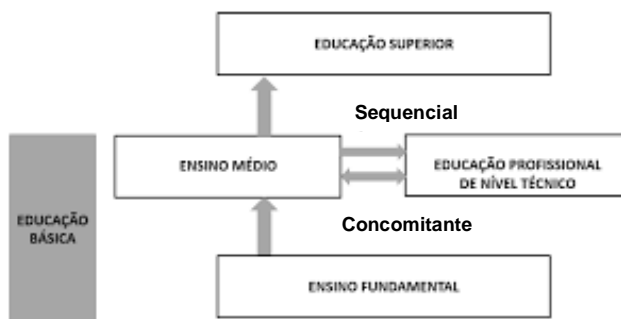 EDUCAÇÃO SUPERIOR
Sequencial
ENSINO MÉDIO
EDUCAÇÃO PROFISSIONAL
DE NÍVEL TÉCNICO
EDUCAÇÃO
BÁSICA
Concomitante
ENSINO FUNDAMENTAL